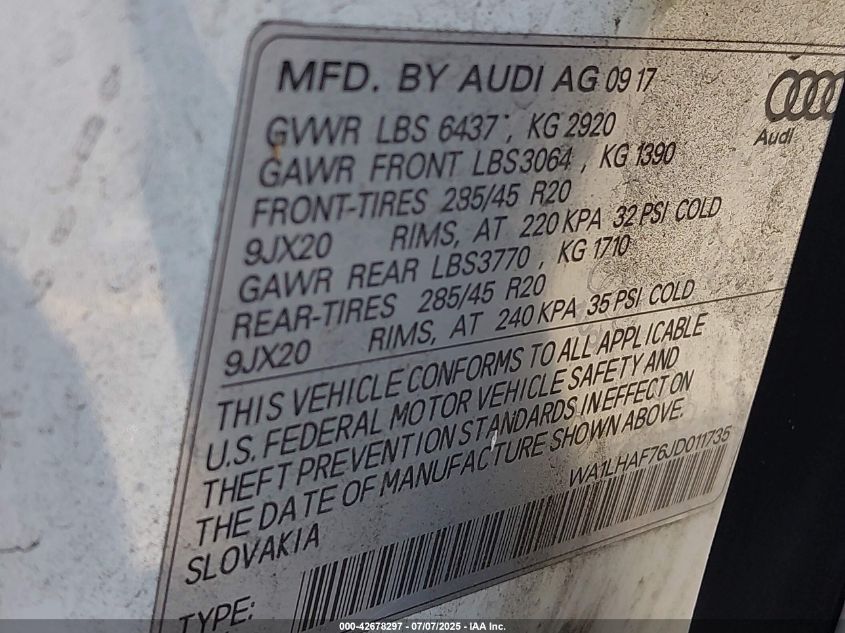 MFD. BY AUDI AG 09 17
Audi
GVWR LBS 6437, KG 2920
GAWR FRONT LBS3064, KG 1390
FRONT-TIRES 285/45 R20
9JX20 RIMS, AT 220 KPA 32 PSI COLD
GAWR REAR LBS3770, KG 1710
REAR-TIRES 285/45 R20
9JX20 RIMS, AT 240 KPA 35 PSI COLD
THIS VEHICLE CONFORMS TO ALL APPLICABLE
U.S. FEDERAL MOTOR VEHICLE SAFETY AND
THEFT PREVENTION STANDARDS IN EFFECT ON
THE DATE OF MANUFACTURE SHOWN ABOVE.
SLOVAKIA WA1LHAF76JD011735
TYPE:
000-42678297 - 07/07/2025 - IAA Inc.